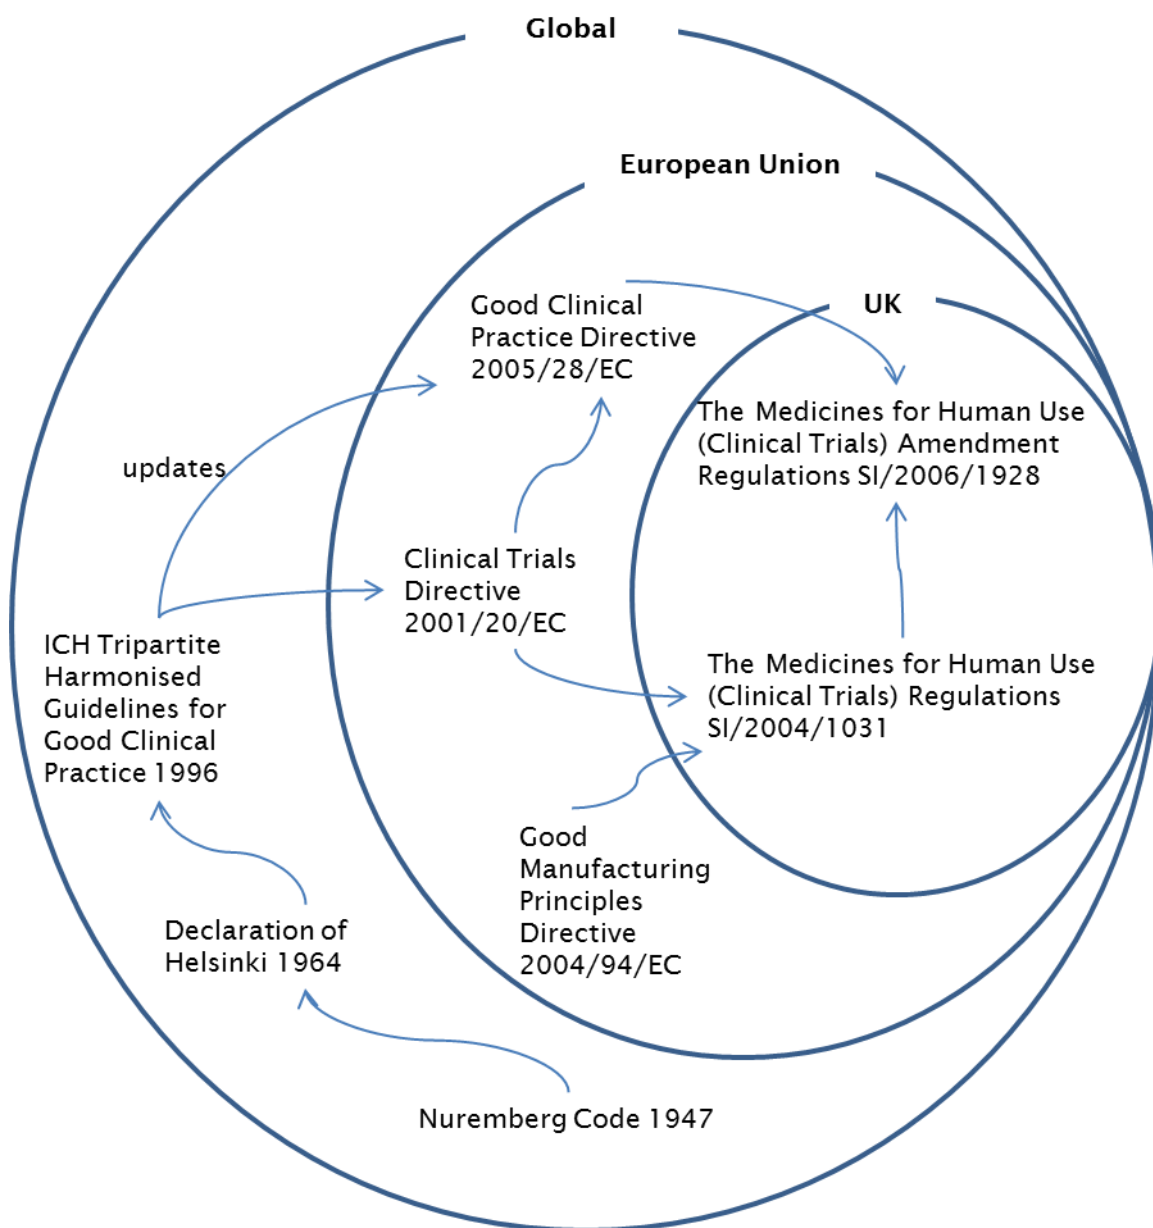 Global
European Union
UK
Good Clinical
Practice Directive
2005/28/EC
The Medicines for Human Use
(Clinical Trials) Amendment
Regulations SI/2006/1928
updates
Clinical Trials
Directive
2001/20/EC
ICH Tripartite
Harmonised
Guidelines for
Good Clinical
Practice 1996
The Medicines for Human Use
(Clinical Trials) Regulations
SI/2004/1031
Good
Manufacturing
Principles
Directive
2004/94/EC
Declaration of
Helsinki 1964
Nuremberg Code 1947